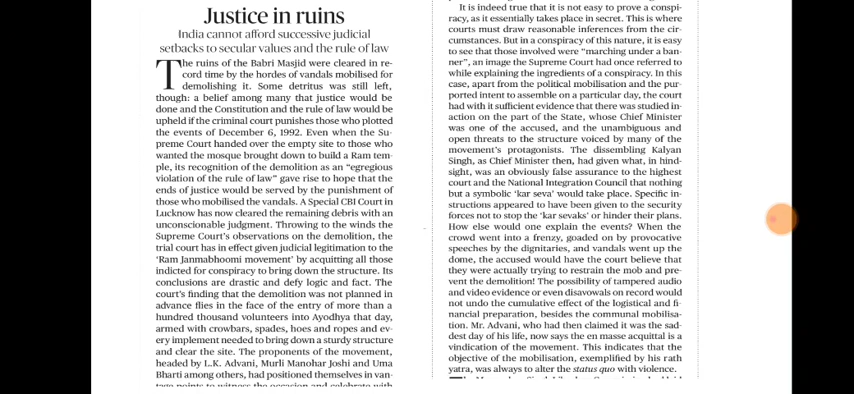 Justice in ruins
India cannot afford successive judicial
setbacks to secular values and the rule of law
The ruins of the Babri Masjid were cleared in re-
cord time by the hordes of vandals mobilised for
demolishing it. Some detritus was still left,
though: a belief among many that justice would be
done and the Constitution and the rule of law would be
upheld if the criminal court punishes those who plotted
the events of December 6, 1992. Even when the Su-
preme Court handed over the empty site to those who
wanted the mosque brought down to build a Ram tem-
ple, its recognition of the demolition as an “egregious
violation of the rule of law” gave rise to hope that the
ends of justice would be served by the punishment of
those who mobilised the vandals. A Special CBI Court in
Lucknow has now cleared the remaining debris with an
unconscionable judgment. Throwing to the winds the
Supreme Court’s observations on the demolition, the
trial court has in effect given judicial legitimation to the
‘Ram Janmabhoomi movement’ by acquitting all those
indicted for conspiracy to bring down the structure. Its
conclusions are drastic and defy logic and fact. The
court’s finding that the demolition was not planned in
advance flies in the face of the entry of more than a
hundred thousand volunteers into Ayodhya that day,
armed with crowbars, spades, hoes and ropes and ev-
ery implement needed to bring down a sturdy structure
and clear the site. The proponents of the movement,
headed by L.K. Advani, Murli Manohar Joshi and Uma
Bharti among others, had positioned themselves in van-
tage points to witness the occasion and celebrate with
It is indeed true that it is not easy to prove a conspi-
racy, as it essentially takes place in secret. This is where
courts must draw reasonable inferences from the cir-
cumstances. But in a conspiracy of this nature, it is easy
to see that those involved were “marching under a ban-
ner”, an image the Supreme Court had once referred to
while explaining the ingredients of a conspiracy. In this
case, apart from the political mobilisation and the pur-
ported intent to assemble on a particular day, the court
had with it sufficient evidence that there was studied in-
action on the part of the State, whose Chief Minister
was one of the accused, and the unambiguous and
open threats to the structure voiced by many of the
movement’s protagonists. The dissembling Kalyan
Singh, as Chief Minister then, had given what, in hind-
sight, was an obviously false assurance to the highest
court and the National Integration Council that nothing
but a symbolic ‘kar seva’ would take place. Specific in-
structions appeared to have been given to the security
forces not to stop the ‘kar sevaks’ or hinder their plans.
How else would one explain the events? When the
crowd went into a frenzy, goaded on by provocative
speeches by the dignitaries, and vandals went up the
dome, the accused would have the court believe that
they were actually trying to restrain the mob and pre-
vent the demolition! The possibility of tampered audio
and video evidence or even disavowals on record would
not undo the cumulative effect of the logistical and fi-
nancial preparation, besides the communal mobilisa-
tion. Mr. Advani, who had then claimed it was the sad-
dest day of his life, now says the en masse acquittal is a
vindication of the movement. This indicates that the
objective of the mobilisation, exemplified by his rath
yatra, was always to alter the status quo with violence.